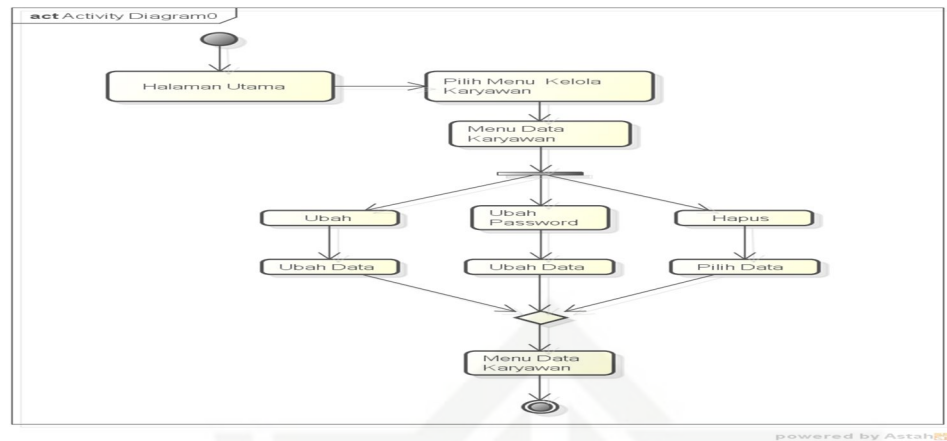 act Activity Diagram0
Halaman Utama
Pilih Menu Kelola
Karyawan
Menu Data
Karyawan
Ubah
Ubah
Password
Hapus
Ubah Data
Ubah Data
Pilih Data
Menu Data
Karyawan
powered by Astah